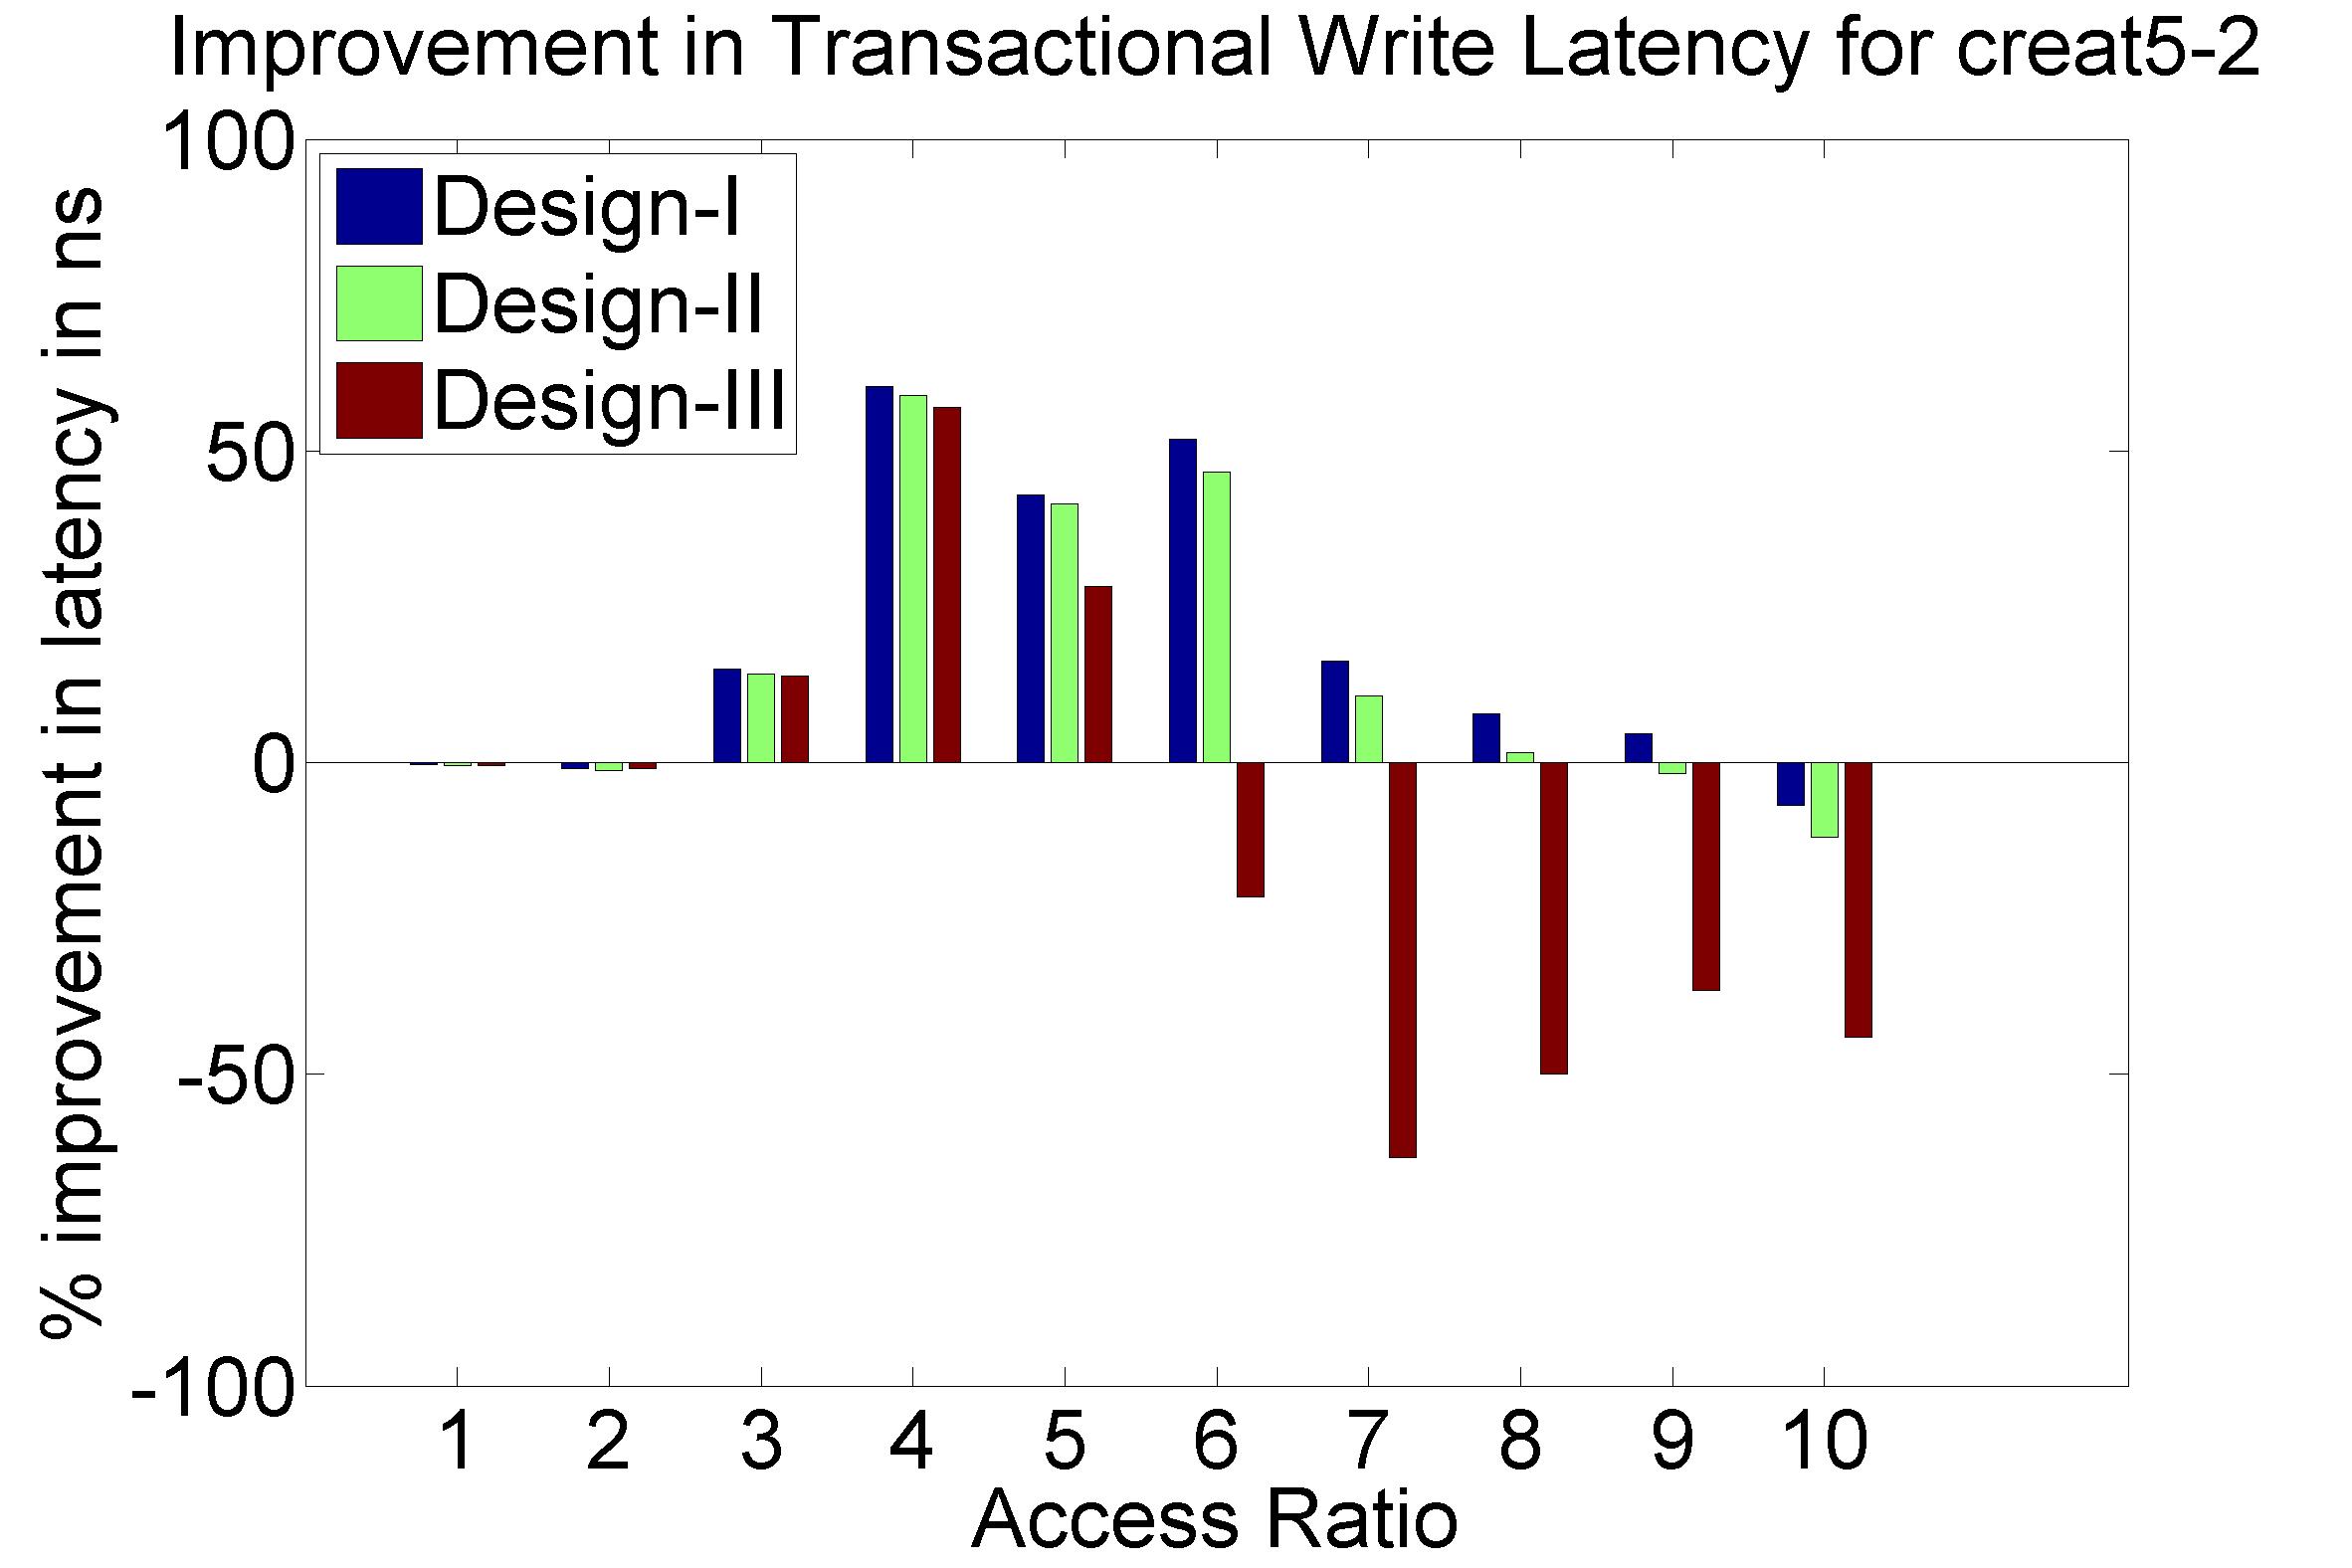 Improvement in Transactional Write Latency for creat5-2
% improvement in latency in ns
100
50
0
-50
-100
Design-I
Design-II
Design-III
1 2 3 4 5 6 7 8 9 10
Access Ratio